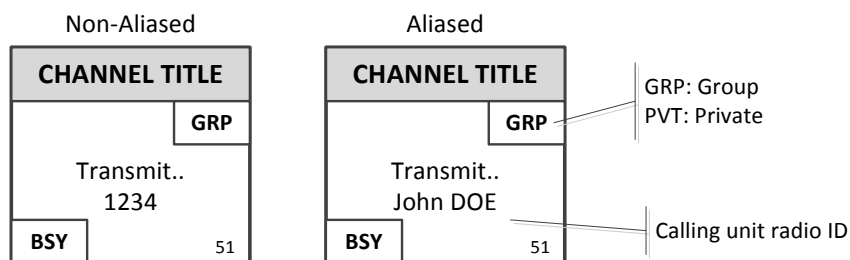 Non-Aliased
CHANNEL TITLE
GRP
Transmit..
1234
BSY
51
Aliased
CHANNEL TITLE
GRP
Transmit..
John DOE
BSY
51
GRP: Group
PVT: Private
Calling unit radio ID